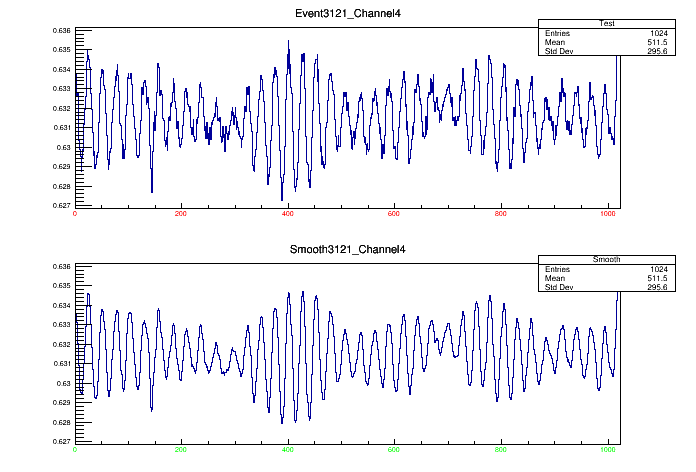 Event3121_Channel4
Test
Entries 1024
Mean 511.5
Std Dev 295.6
0.636
0.635
0.634
0.633
0.632
0.631
0.63
0.629
0.628
0.627
0 200 400 600 800 1000
Smooth3121_Channel4
Smooth
Entries 1024
Mean 511.5
Std Dev 295.6
0.636
0.635
0.634
0.633
0.632
0.631
0.63
0.629
0.628
0.627
0 200 400 600 800 1000